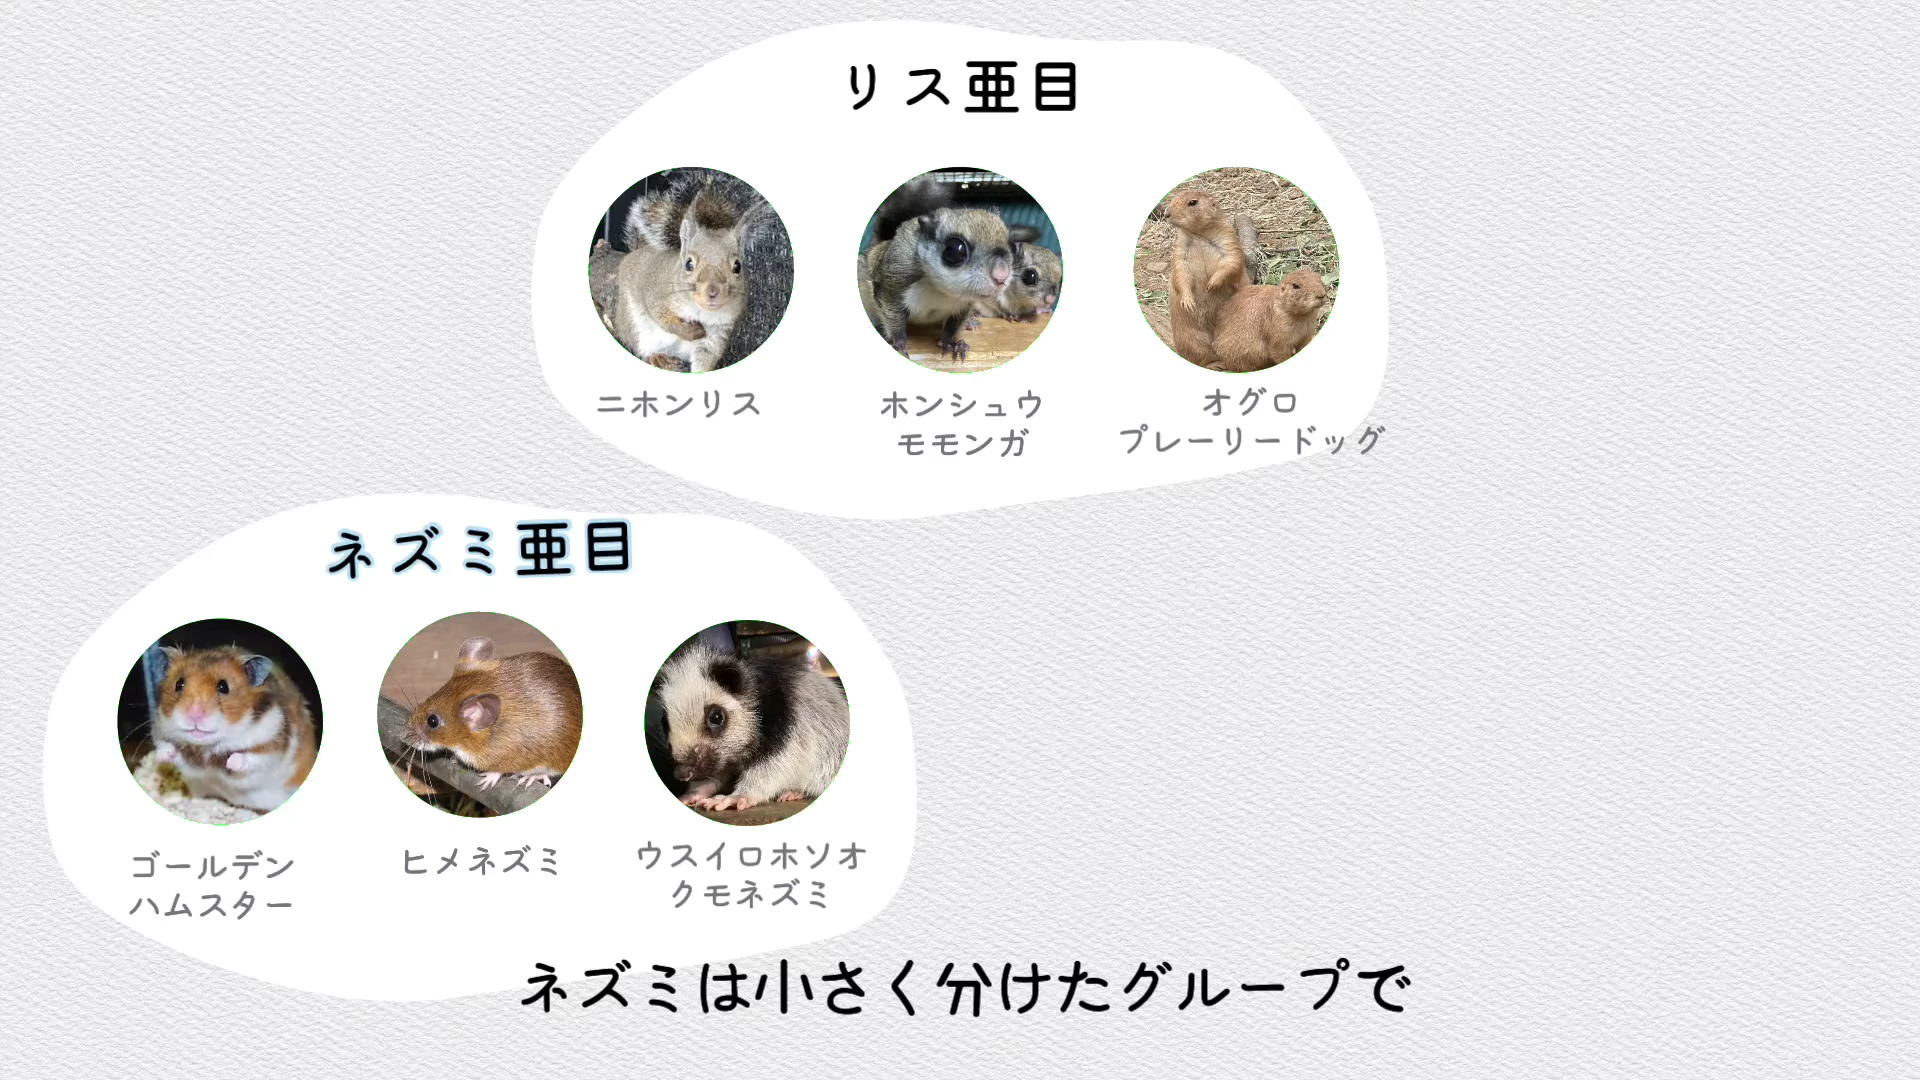 リス亜目
ニホンリス
ホンシュウ
モモンガ
オグロ
プレーリードッグ
ネズミ亜目
ゴールデン
ハムスター
ヒメネズミ
ウスイロホソオ
クモネズミ
ネズミは小さく分けたグループで